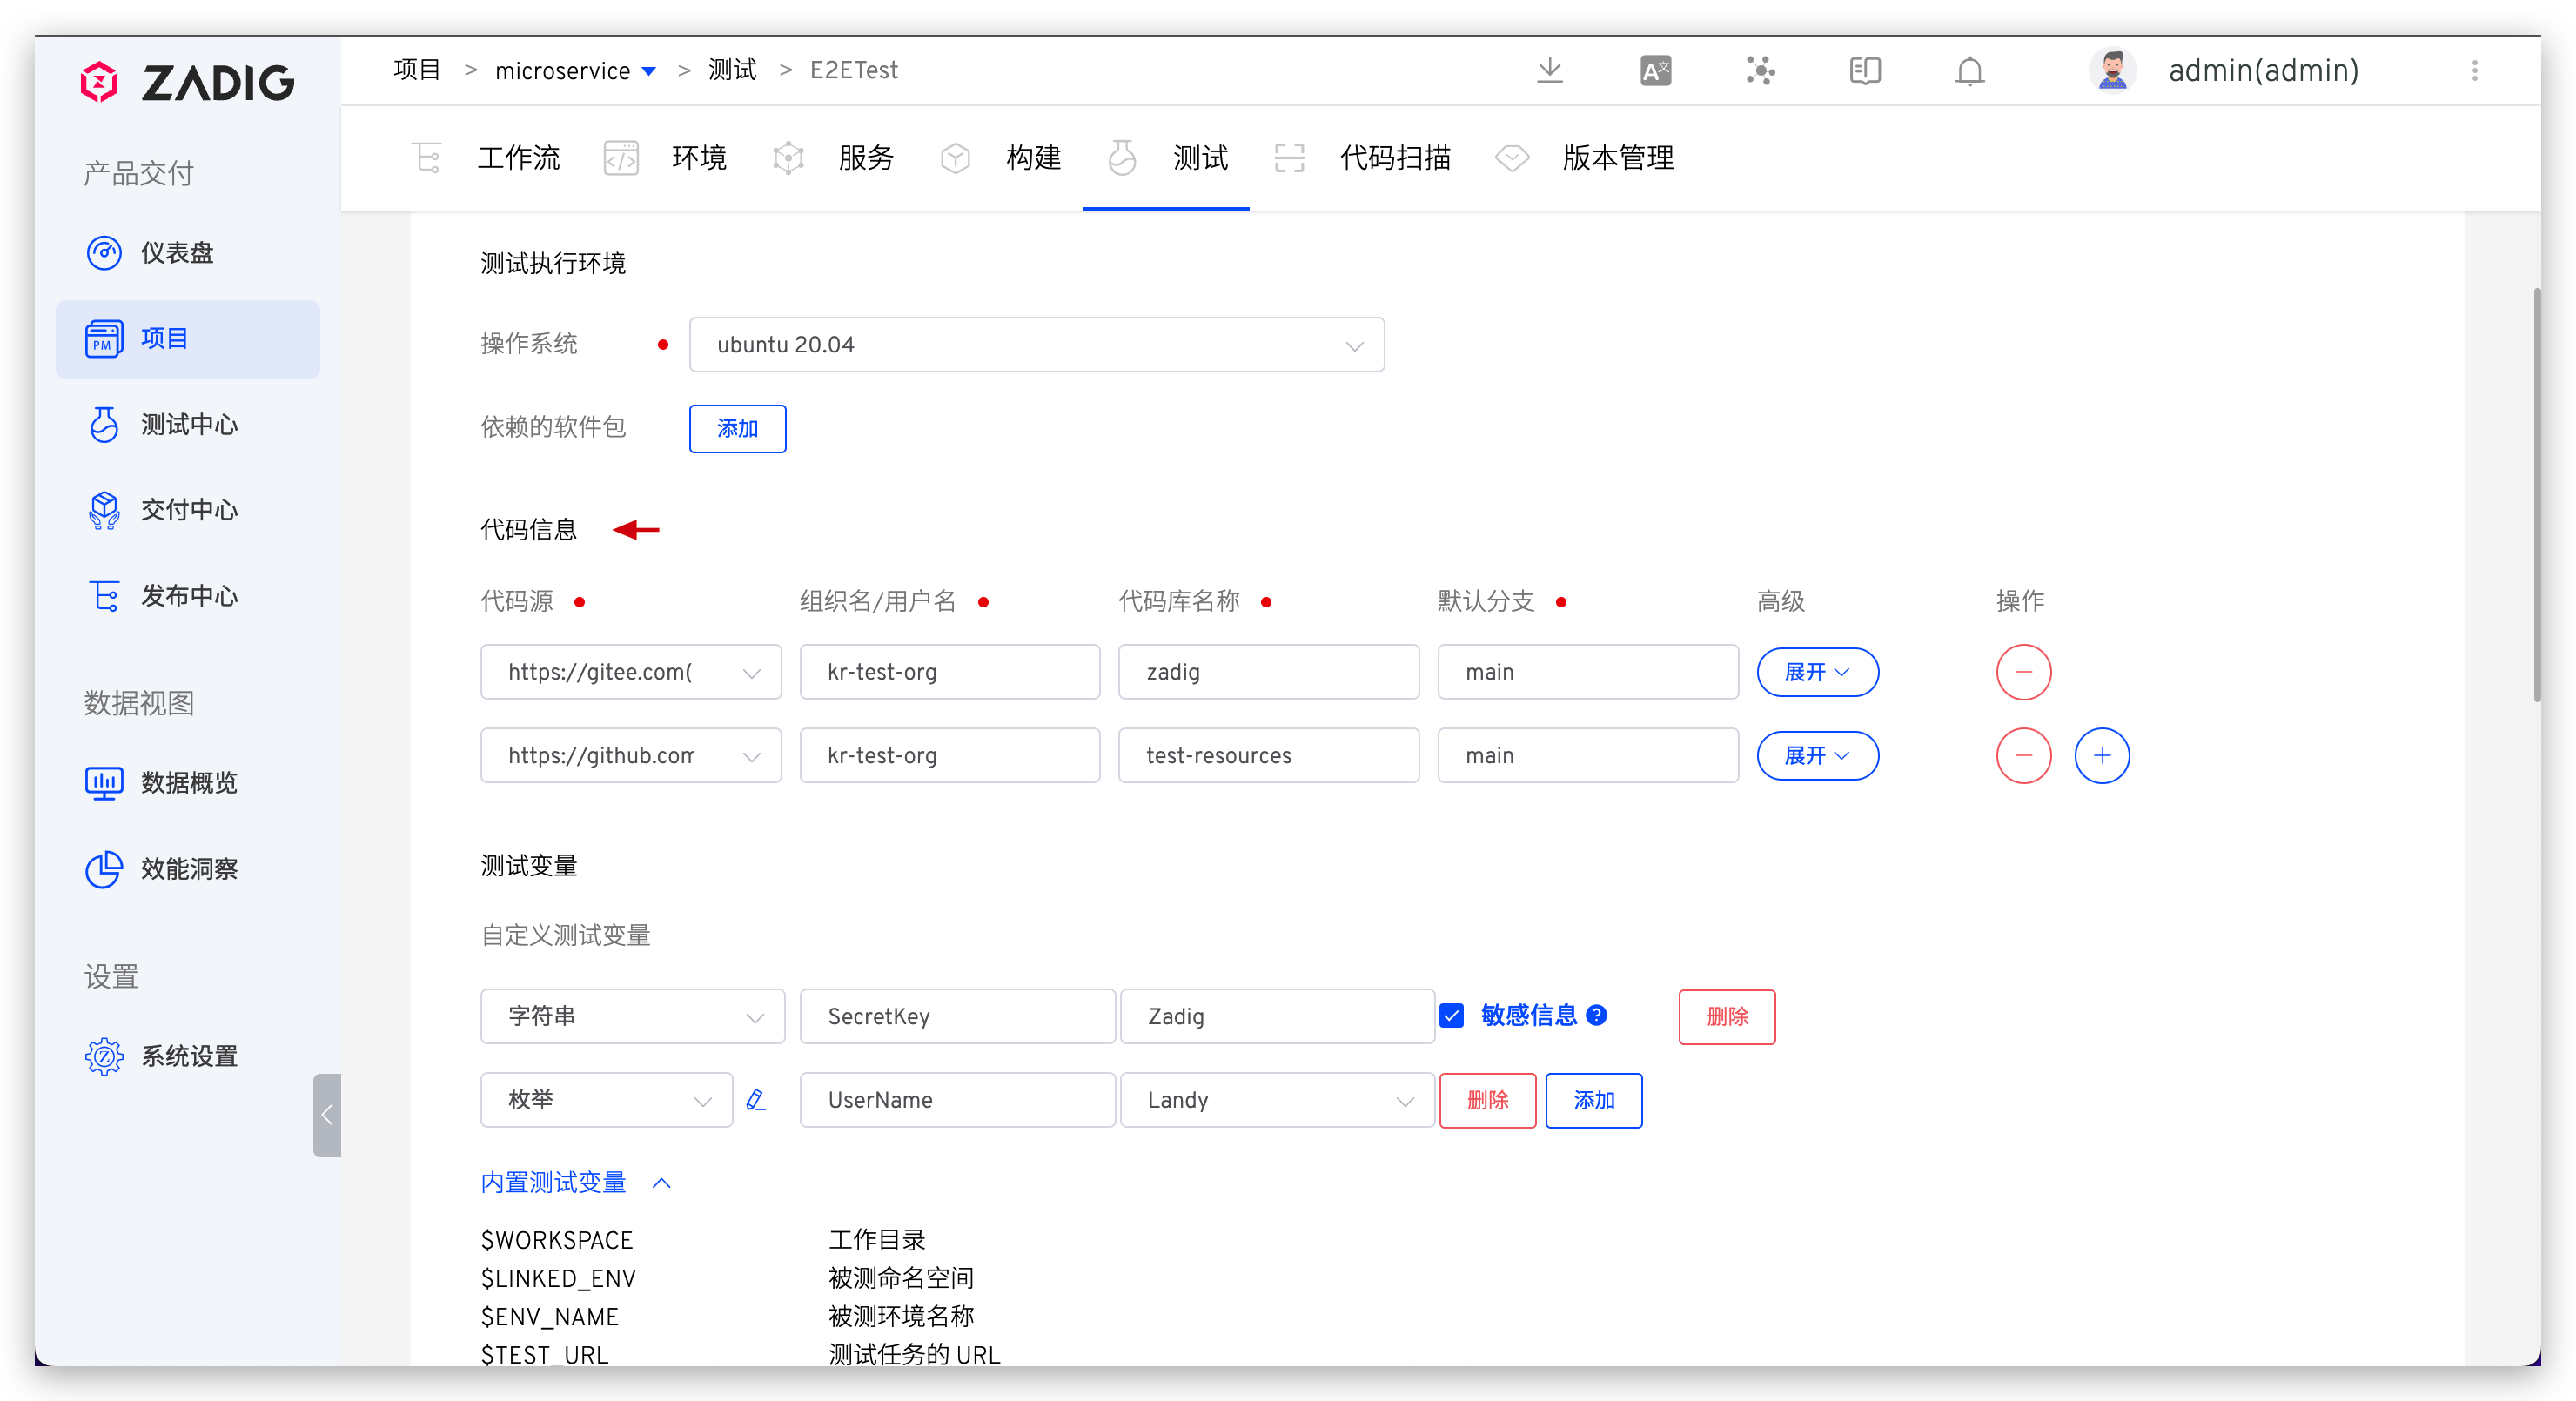 ZADIG
项目 > microservice > 测试 > E2ETest
A文
admin(admin)
工作流 环境 服务 构建 测试 代码扫描 版本管理
产品交付
仪表盘
PM 项目
测试中心
交付中心
发布中心
数据视图
数据概览
效能洞察
设置
系统设置
测试执行环境
操作系统 ubuntu 20.04
依赖的软件包 添加
代码信息
代码源 组织名/用户名 代码库名称 默认分支 高级 操作
https://gitee.com( kr-test-org zadig main 展开
https://github.com kr-test-org test-resources main 展开
测试变量
自定义测试变量
字符串 SecretKey Zadig 敏感信息 ? 删除
枚举 UserName Landy 删除 添加
内置测试变量
$WORKSPACE 工作目录
$LINKED_ENV 被测命名空间
$ENV_NAME 被测环境名称
$TEST_URL 测试任务的 URL